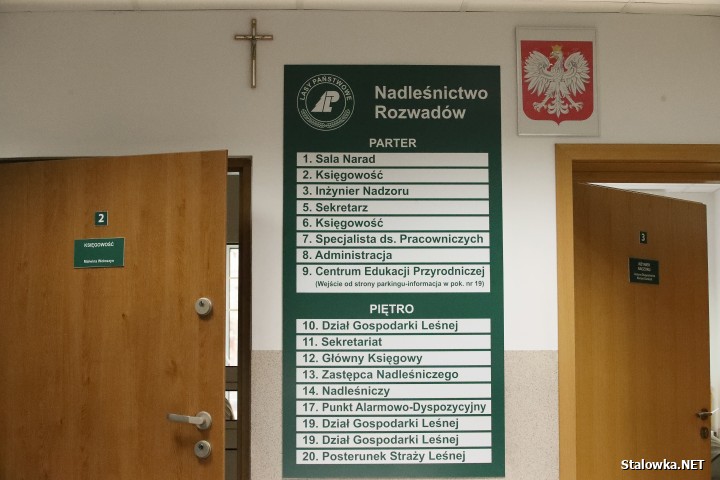 LASY PAŃSTWOWE
Nadleśnictwo
Rozwadów
PARTER
1. Sala Narad
2. Księgowość
3. Inżynier Nadzoru
5. Sekretarz
6. Księgowość
7. Specjalista ds. Pracowniczych
8. Administracja
9. Centrum Edukacji Przyrodniczej
(Wejście od strony parkingu-informacja w pok. nr 19)
PIĘTRO
10. Dział Gospodarki Leśnej
11. Sekretariat
12. Główny Księgowy
13. Zastępca Nadleśniczego
14. Nadleśniczy
17. Punkt Alarmowo-Dyspozycyjny
19. Dział Gospodarki Leśnej
19. Dział Gospodarki Leśnej
20. Posterunek Straży Leśnej
2
KSIĘGOWOŚĆ
3
INŻYNIER
NADZORU
Stalowka.NET